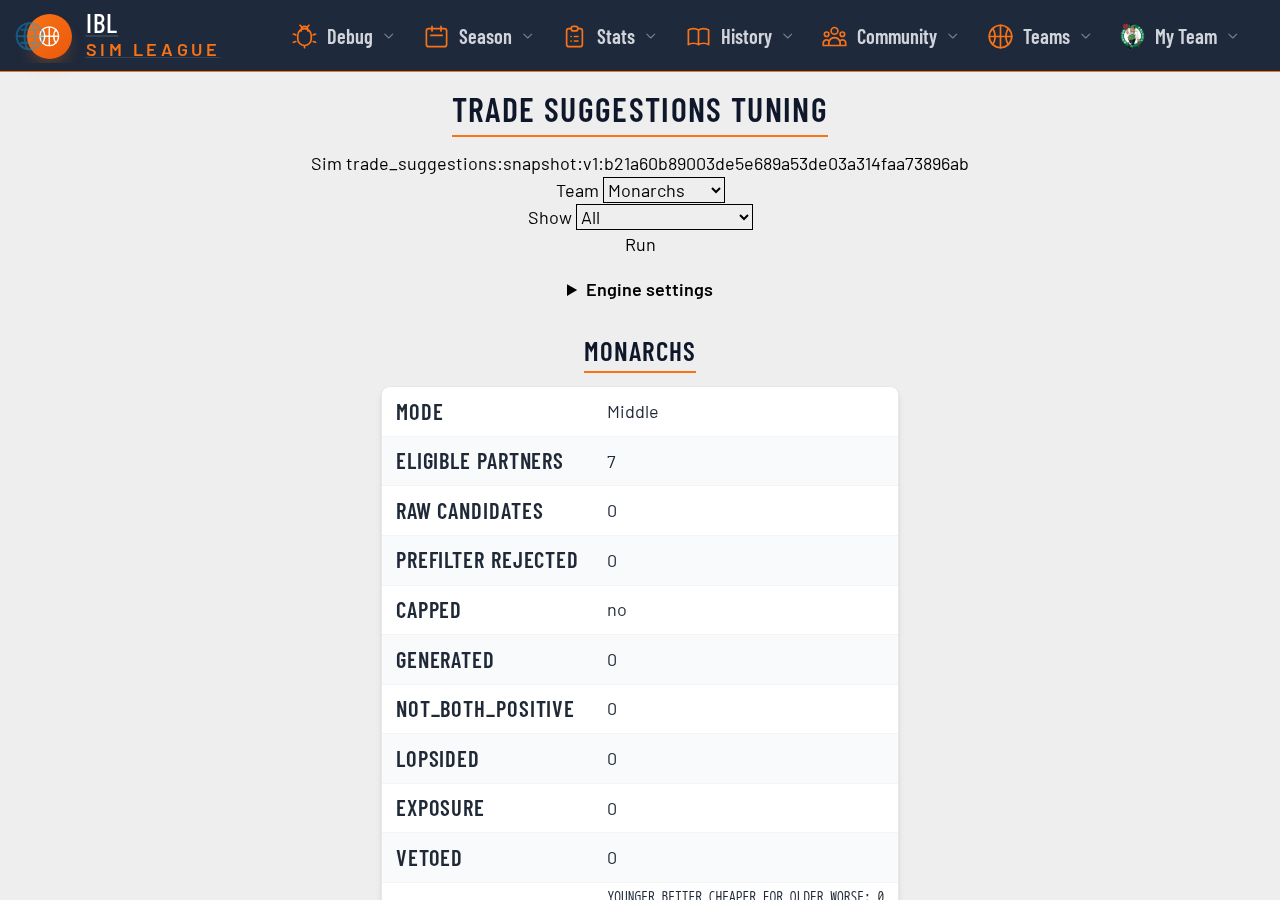 IBL
SIM LEAGUE
Debug
Season
Stats
History
Community
Teams
My Team
TRADE SUGGESTIONS TUNING
Sim trade_suggestions:snapshot:v1:b21a60b89003de5e689a53de03a314faa73896ab
Team Monarchs
Show All
Run
Engine settings
MONARCHS
MODE Middle
ELIGIBLE PARTNERS 7
RAW CANDIDATES 0
PREFILTER REJECTED 0
CAPPED no
GENERATED 0
NOT_BOTH_POSITIVE 0
LOPSIDED 0
EXPOSURE 0
VETOED 0
YOUNGER_BETTER_CHEAPER_FOR_OLDER_WORSE: 0